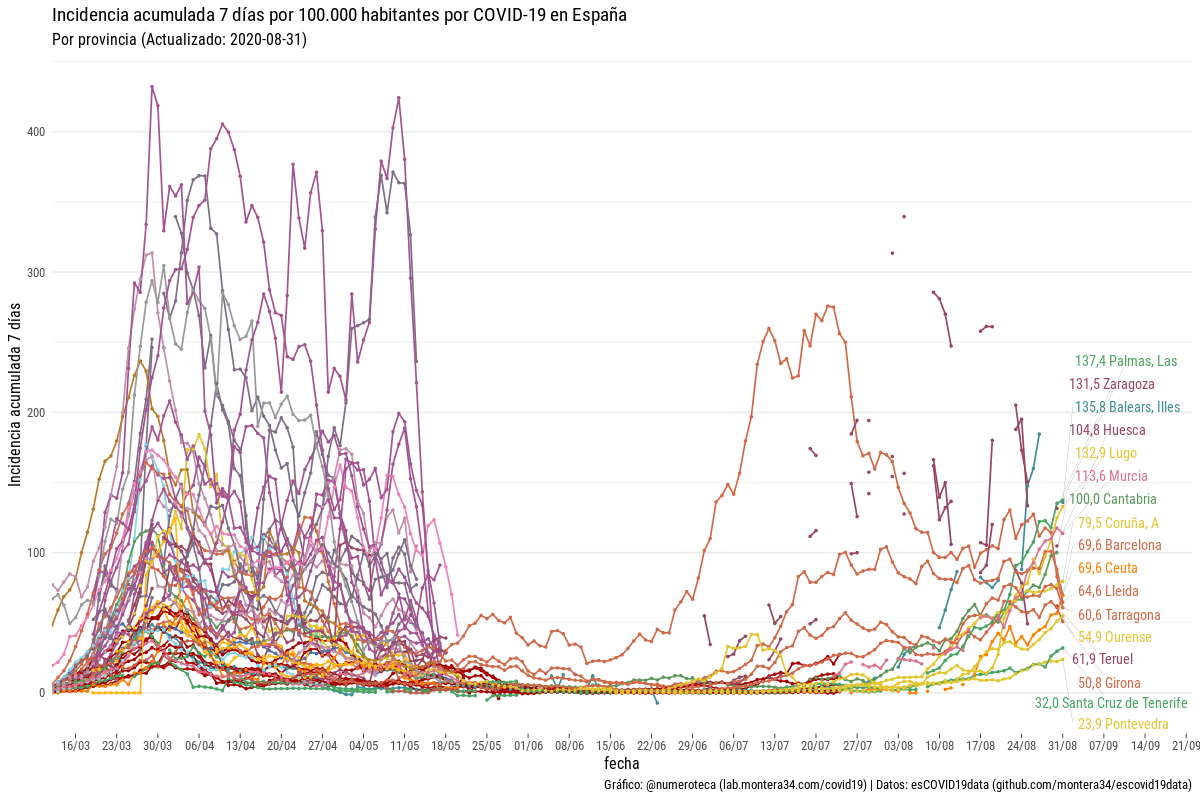 Incidencia acumulada 7 días por 100.000 habitantes por COVID-19 en España
Por provincia (Actualizado: 2020-08-31)
Incidencia acumulada 7 días
400
300
200
100
0
137,4 Palmas, Las
131,5 Zaragoza
135,8 Balears, Illes
104,8 Huesca
132,9 Lugo
113,6 Murcia
100,0 Cantabria
79,5 Coruña, A
69,6 Barcelona
69,6 Ceuta
64,6 Lleida
60,6 Tarragona
54,9 Ourense
61,9 Teruel
50,8 Girona
32,0 Santa Cruz de Tenerife
23,9 Pontevedra
16/03 23/03 30/03 06/04 13/04 20/04 27/04 04/05 11/05 18/05 25/05 01/06 08/06 15/06 22/06 29/06 06/07 13/07 20/07 27/07 03/08 10/08 17/08 24/08 31/08 07/09 14/09 21/09
fecha
Gráfico: @numeroteca (lab.montera34.com/covid19) | Datos: esCOVID19data (github.com/montera34/escovid19data)